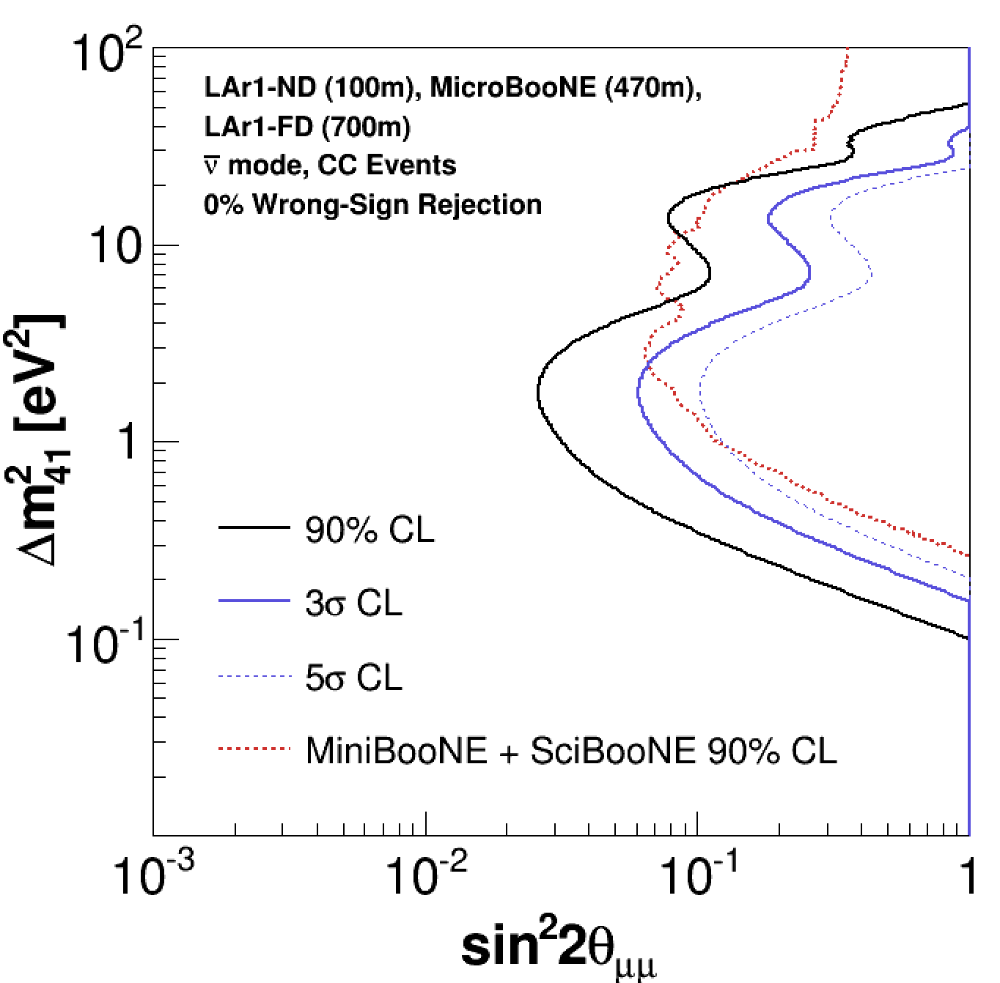 10²
LAr1-ND (100m), MicroBooNE (470m),
LAr1-FD (700m)
ν̅ mode, CC Events
0% Wrong-Sign Rejection
10
1
10⁻¹
Δm²₄₁ [eV²]
90% CL
3σ CL
5σ CL
MiniBooNE + SciBooNE 90% CL
10⁻³ 10⁻² 10⁻¹ 1
sin²2θ_μμ